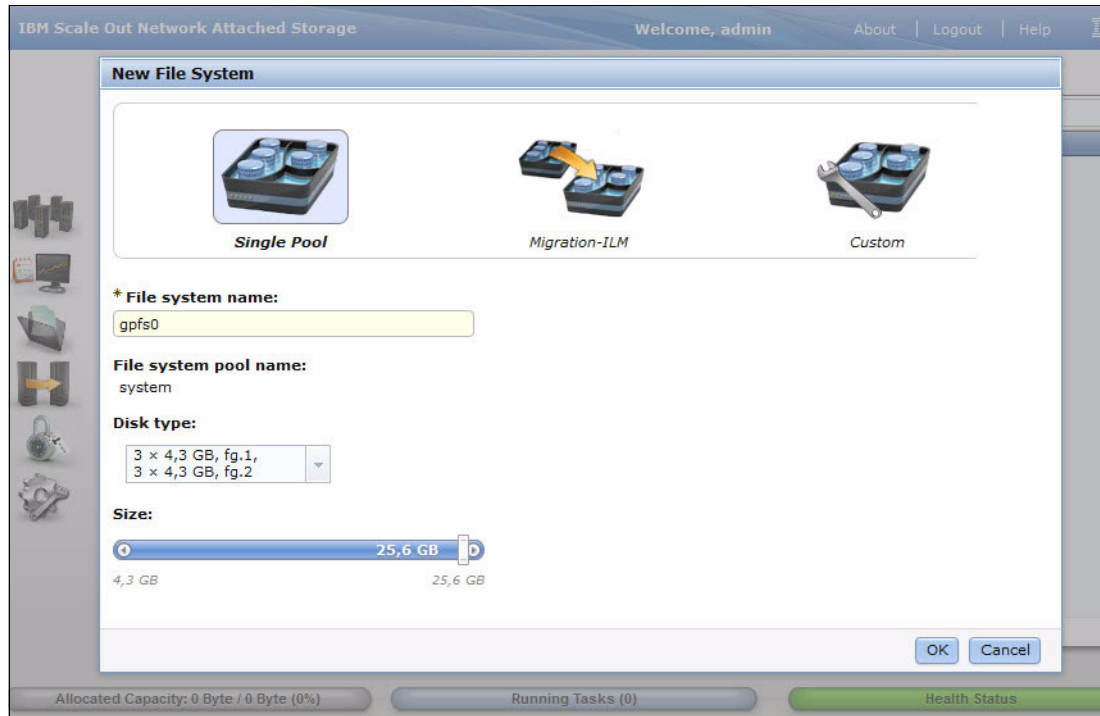 IBM Scale Out Network Attached Storage Welcome, admin About | Logout | Help
New File System
Single Pool Migration-ILM Custom
* File system name:
gpfs0
File system pool name:
system
Disk type:
3 × 4,3 GB, fg.1,
3 × 4,3 GB, fg.2
Size:
25,6 GB
4,3 GB 25,6 GB
OK Cancel
Allocated Capacity: 0 Byte / 0 Byte (0%) Running Tasks (0) Health Status